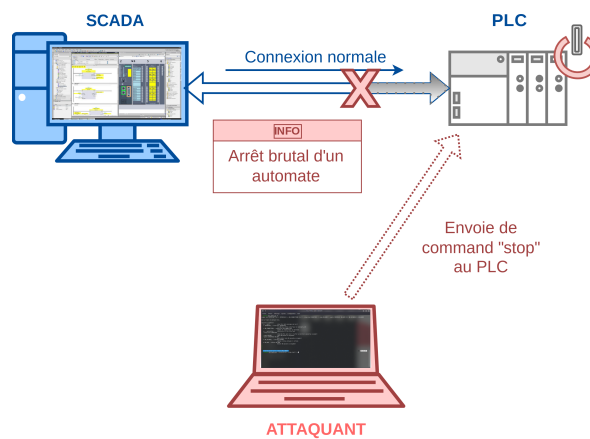 SCADA
PLC
Connexion normale
INFO
Arrêt brutal d'un
automate
Envoie de
command "stop"
au PLC
ATTAQUANT